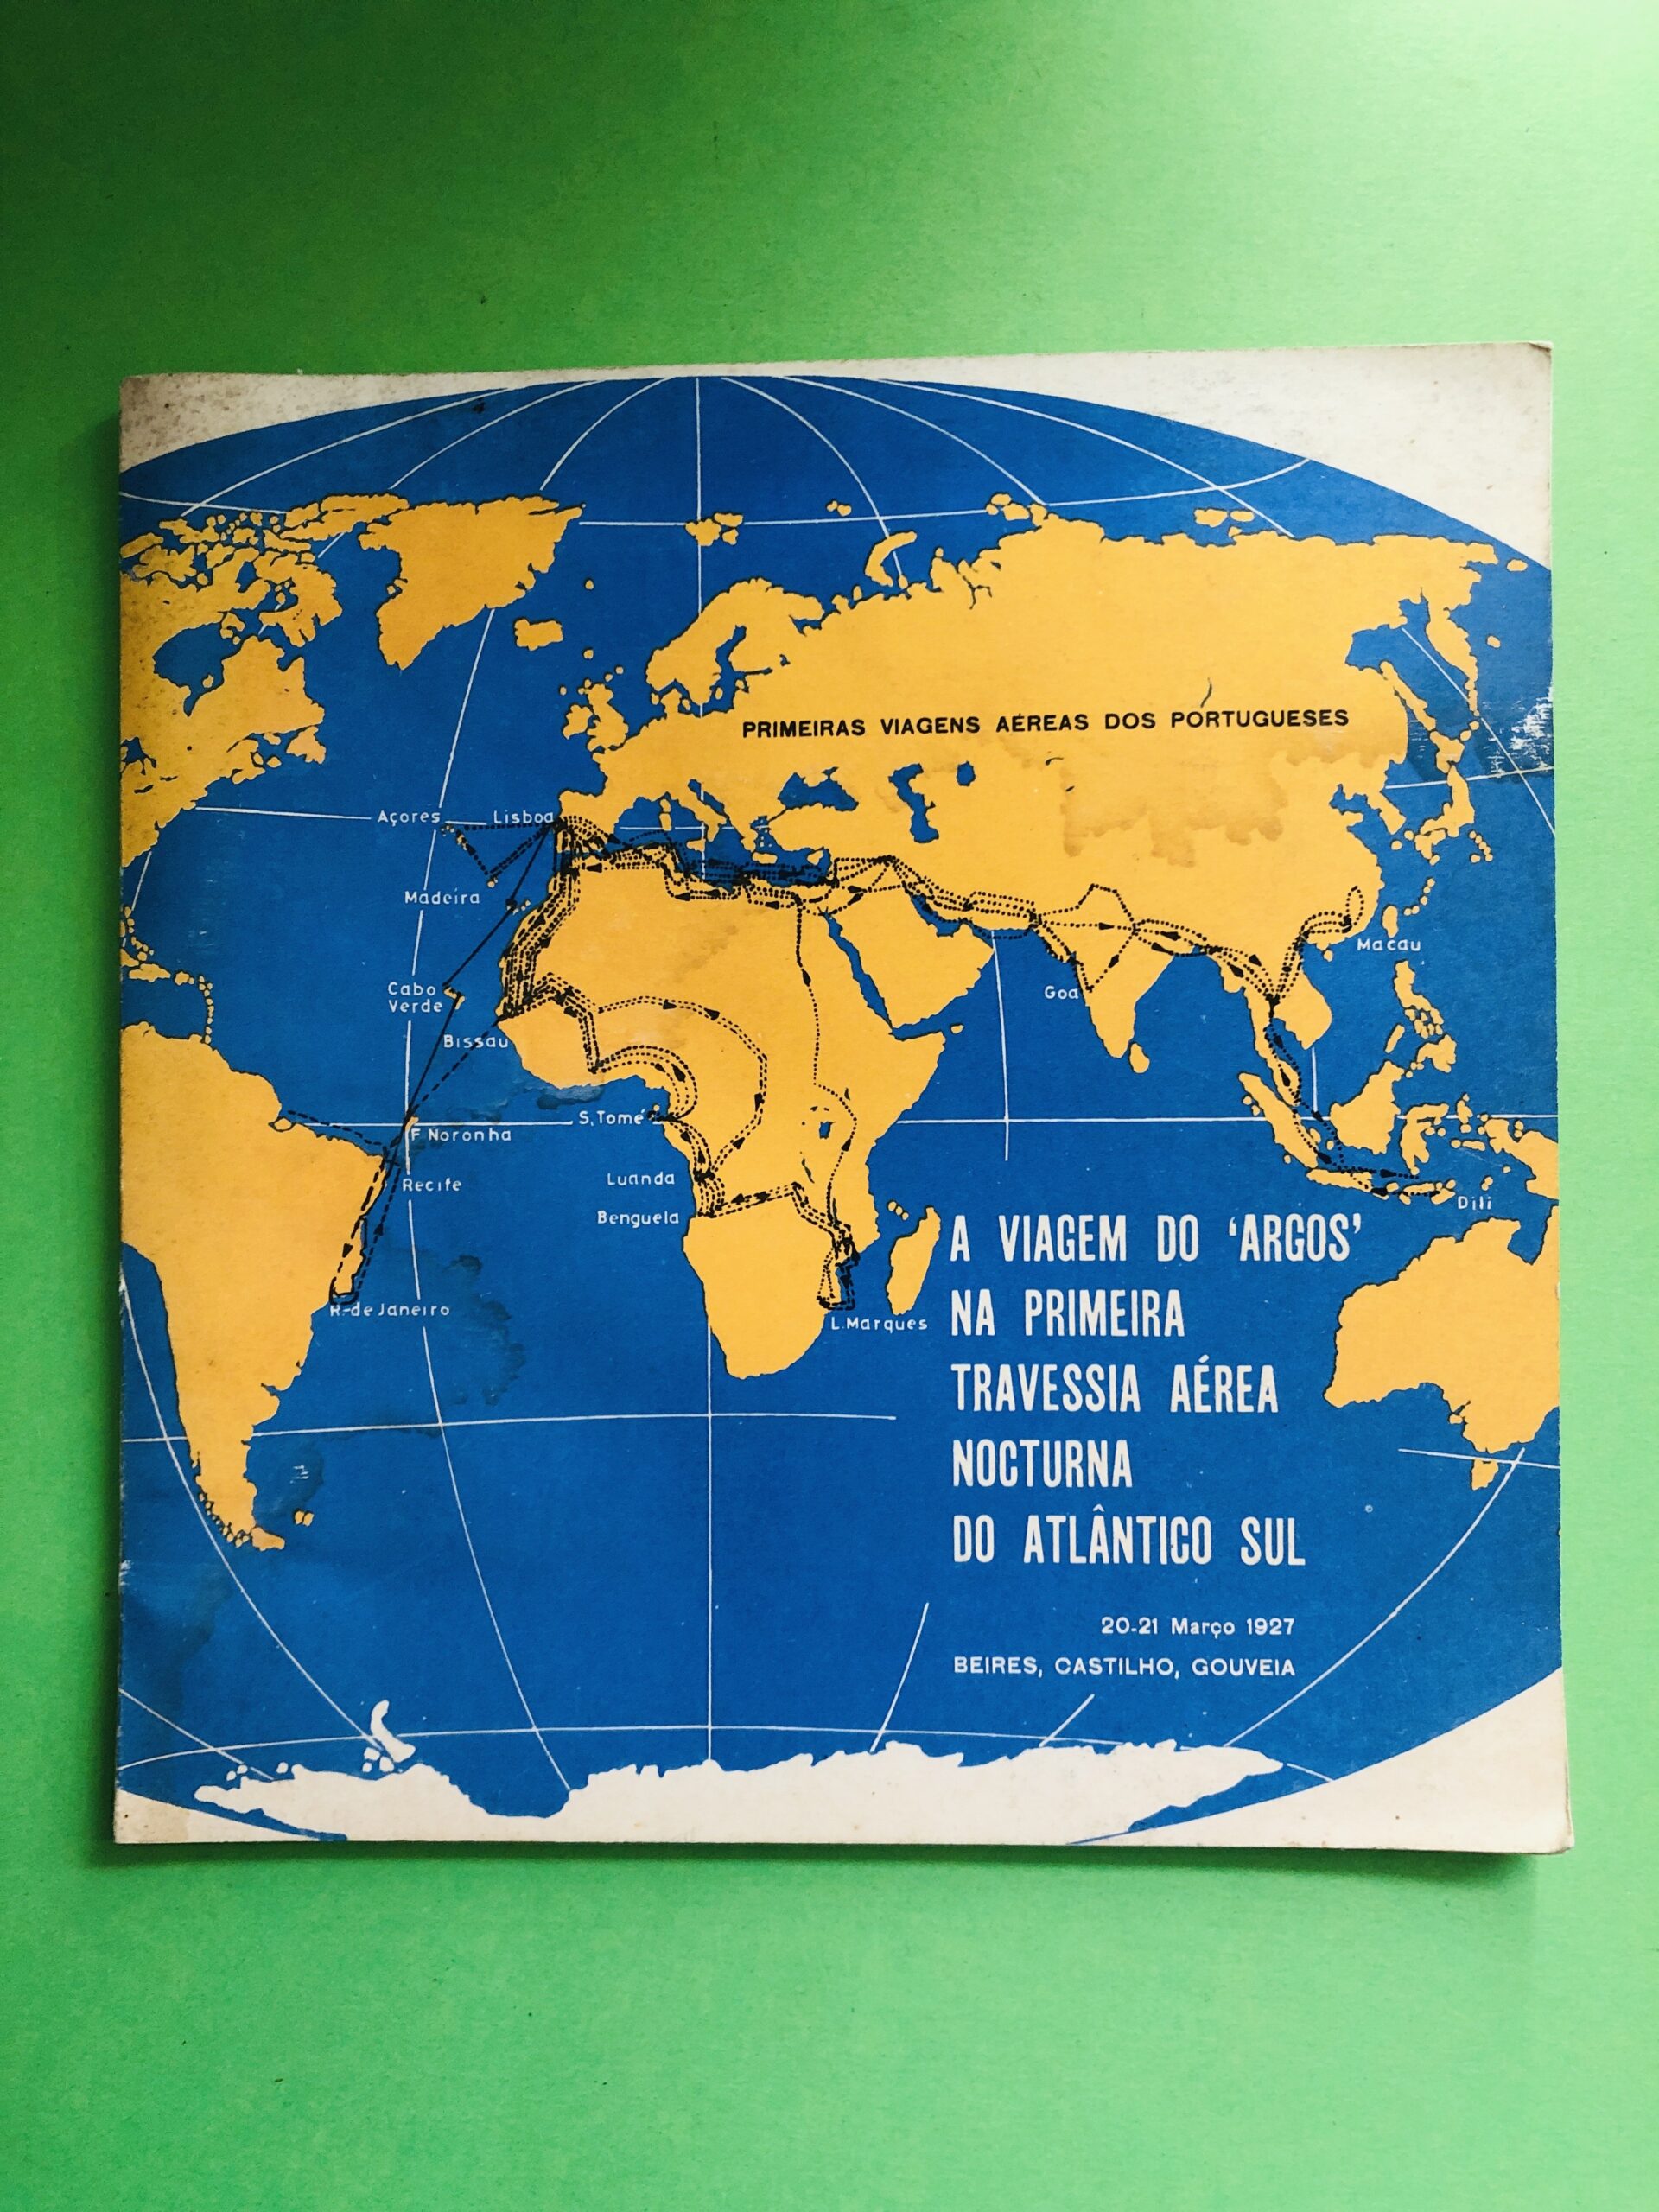 PRIMEIRAS VIAGENS AÉREAS DOS PORTUGUESES
Açores
Lisboa
Madeira
Macau
Cabo
Verde
Goa
Bissau
S. Tomé
F. Noronha
Recife
Luanda
Benguela
Dili
R. de Janeiro
L. Marques
A VIAGEM DO ‘ARGOS’
NA PRIMEIRA
TRAVESSIA AÉREA
NOCTURNA
DO ATLÂNTICO SUL
20-21 Março 1927
BEIRES, CASTILHO, GOUVEIA